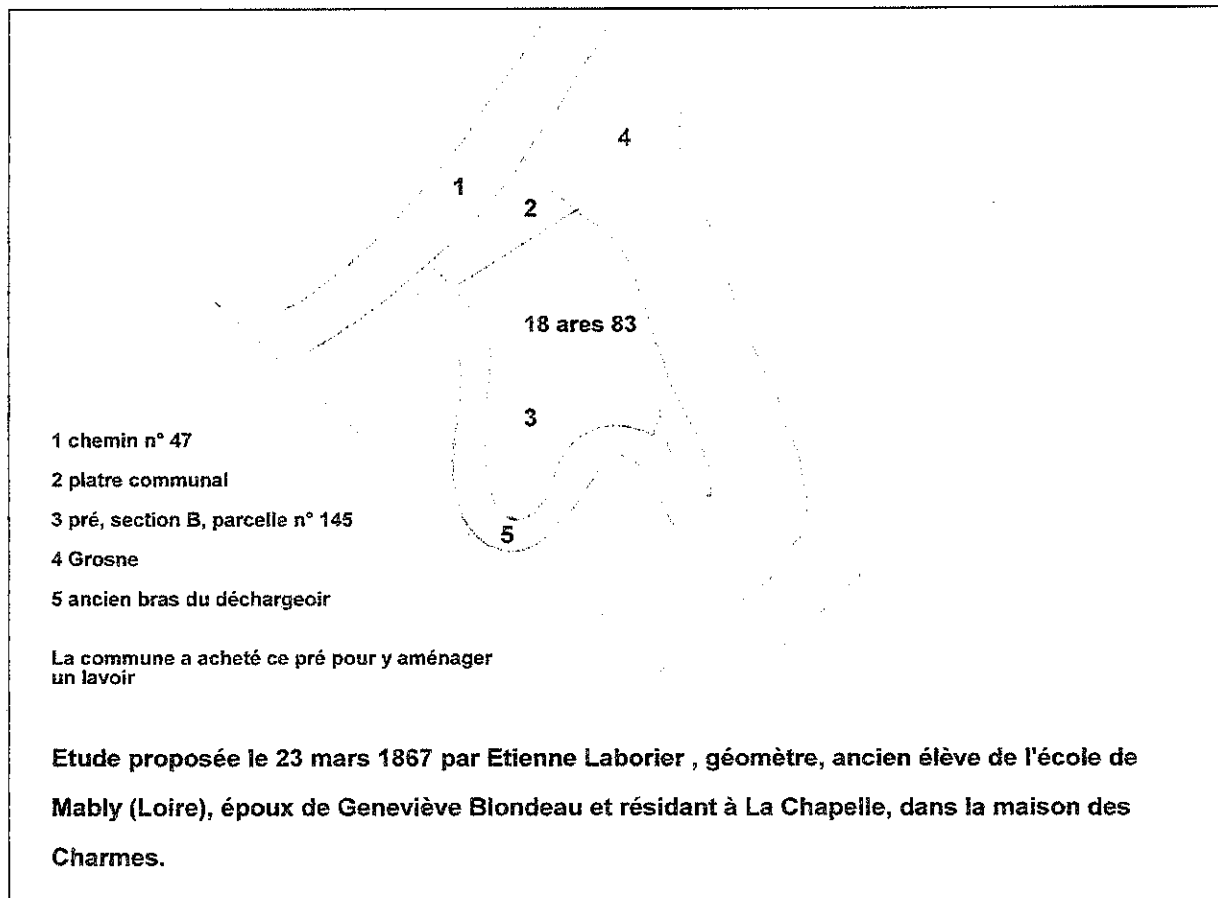 4
1
2
18 ares 83
3
1 chemin n° 47
2 platre communal
3 pré, section B, parcelle n° 145
4 Grosne
5
5 ancien bras du déchargeoir
La commune a acheté ce pré pour y aménager
un lavoir
Etude proposée le 23 mars 1867 par Etienne Laborier , géomètre, ancien élève de l'école de
Mably (Loire), époux de Geneviève Blondeau et résidant à La Chapelle, dans la maison des
Charmes.